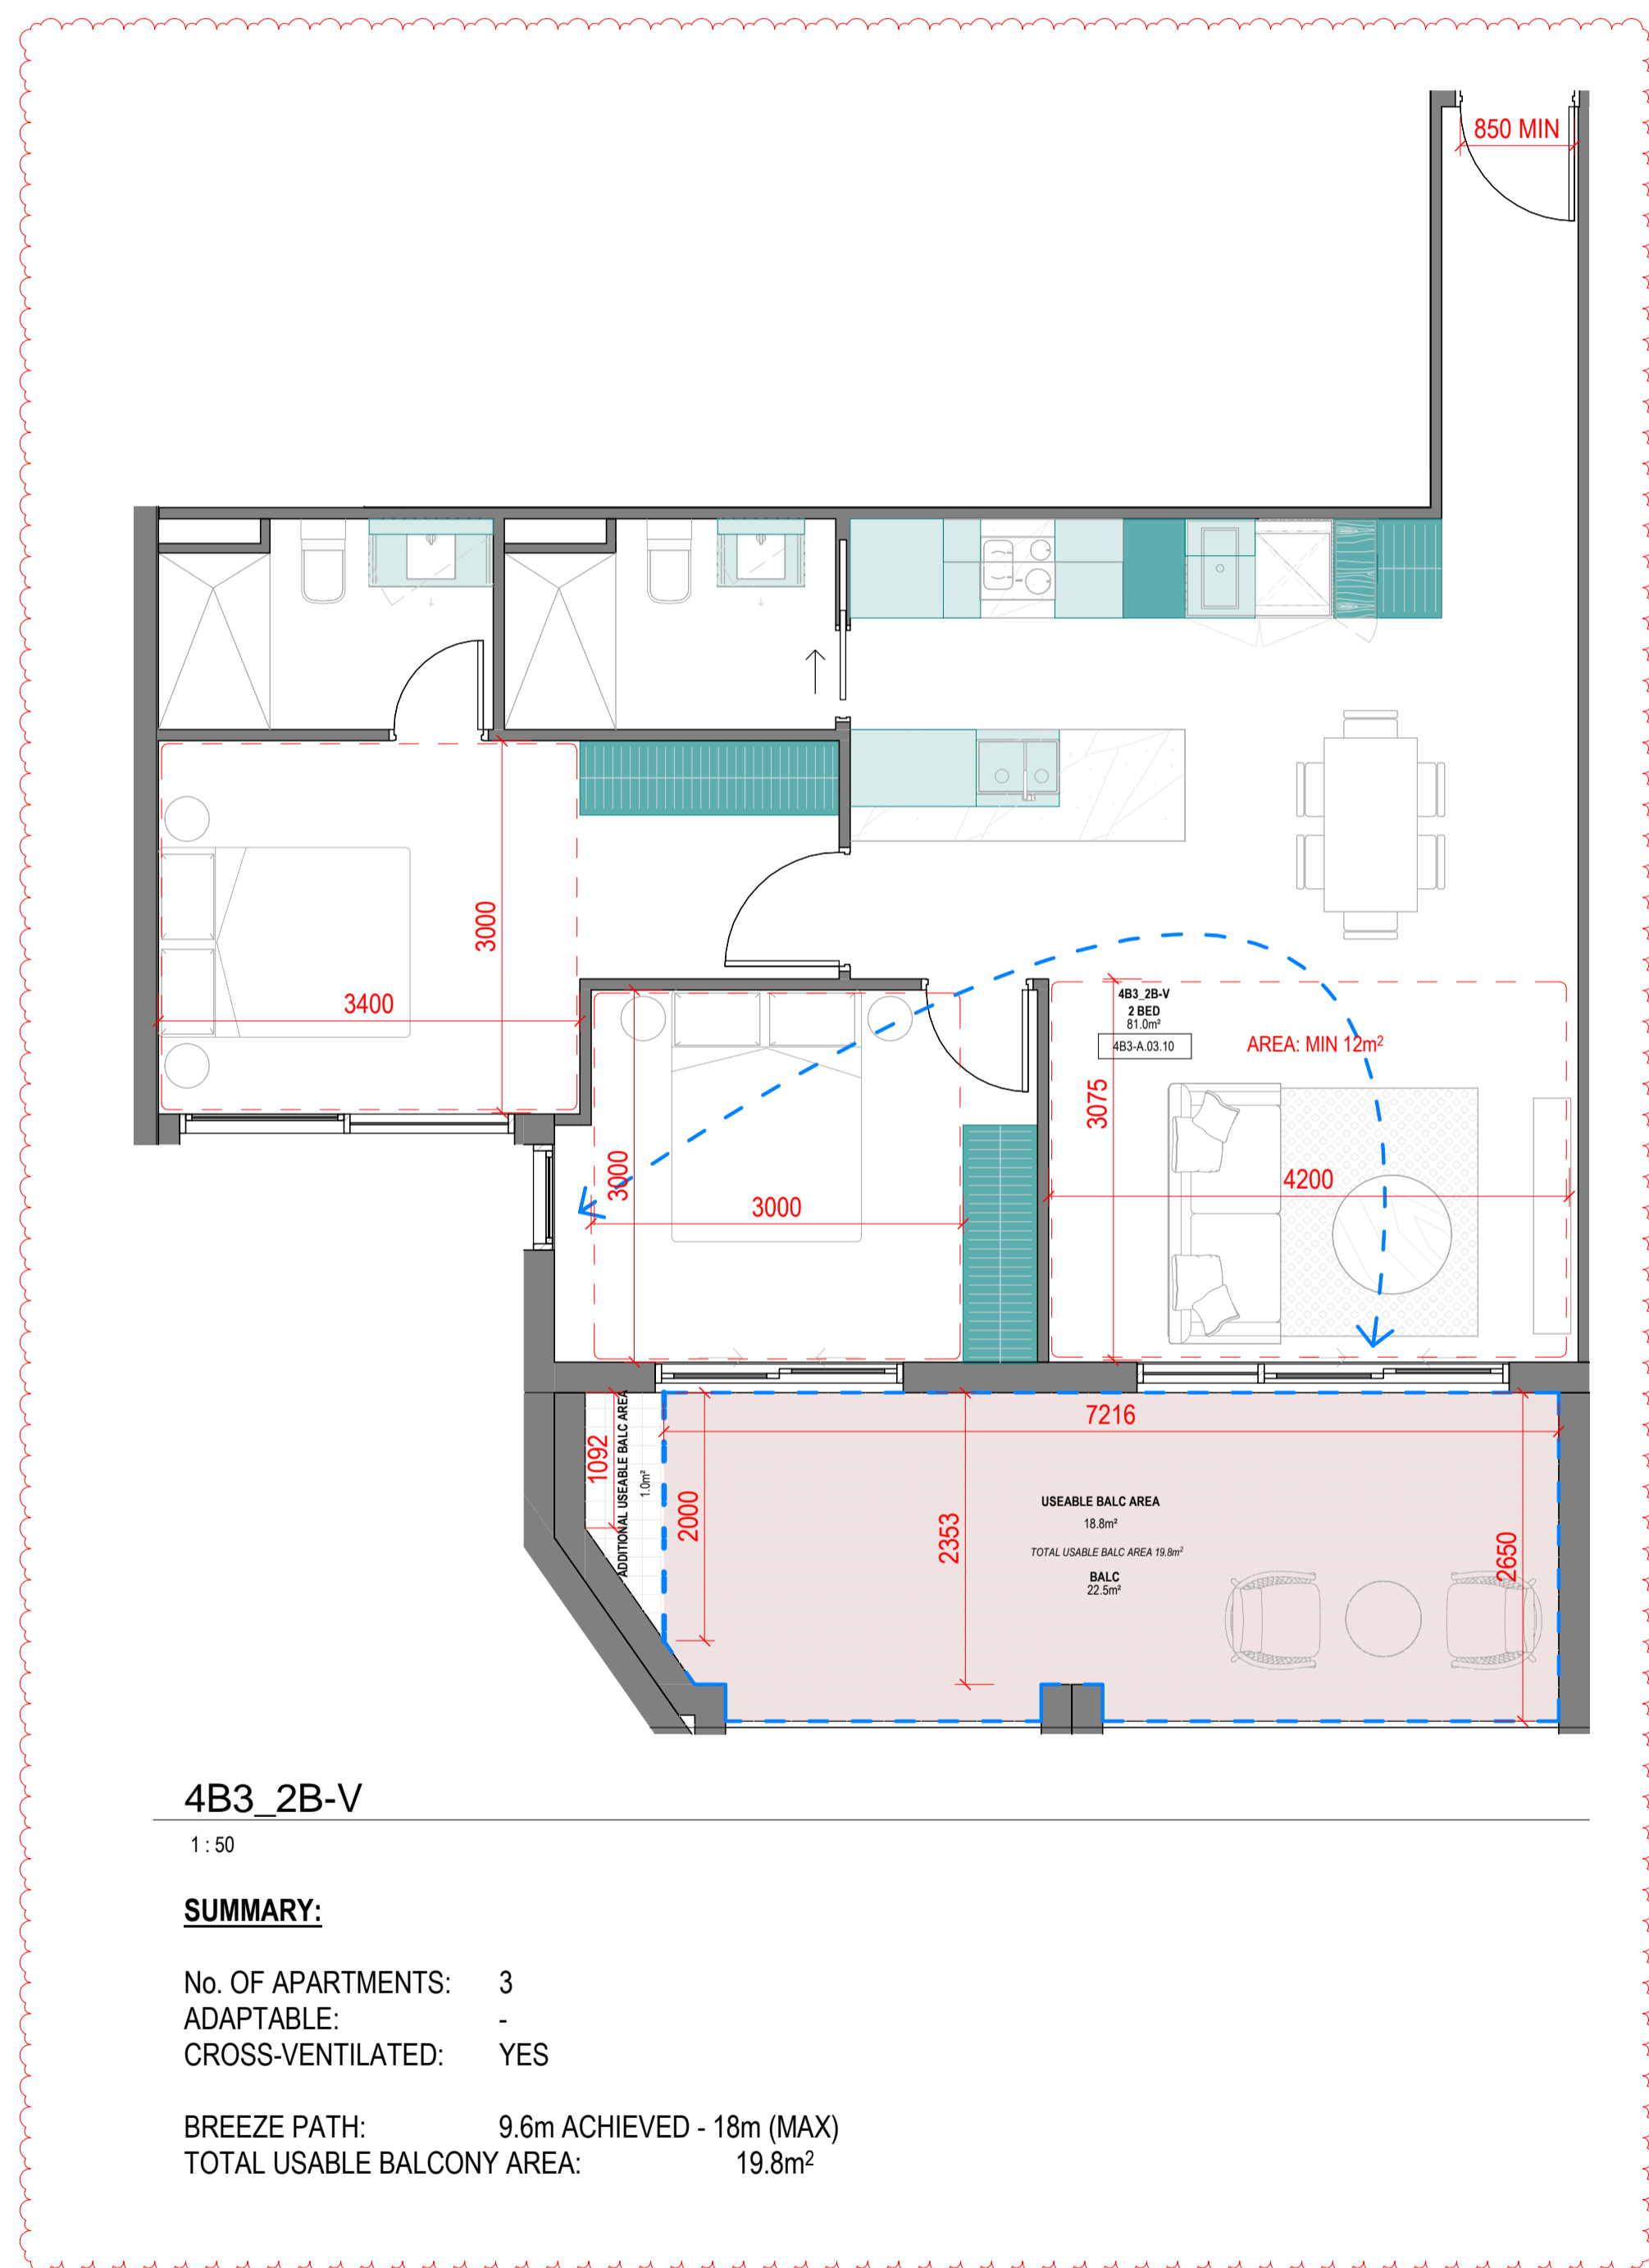 850 MIN
3000
3400
4B3_2B-V
2 BED
81.0m²
4B3-A.03.10
AREA: MIN 12m²
3075
4200
3000
3000
7216
1092
ADDITIONAL USEABLE BALC AREA
1.0m²
2000
2353
USEABLE BALC AREA
18.8m²
TOTAL USABLE BALC AREA 19.8m²
BALC
22.5m²
2650
4B3_2B-V
1 : 50
SUMMARY:
No. OF APARTMENTS: 3
ADAPTABLE: -
CROSS-VENTILATED: YES
BREEZE PATH: 9.6m ACHIEVED - 18m (MAX)
TOTAL USABLE BALCONY AREA: 19.8m²